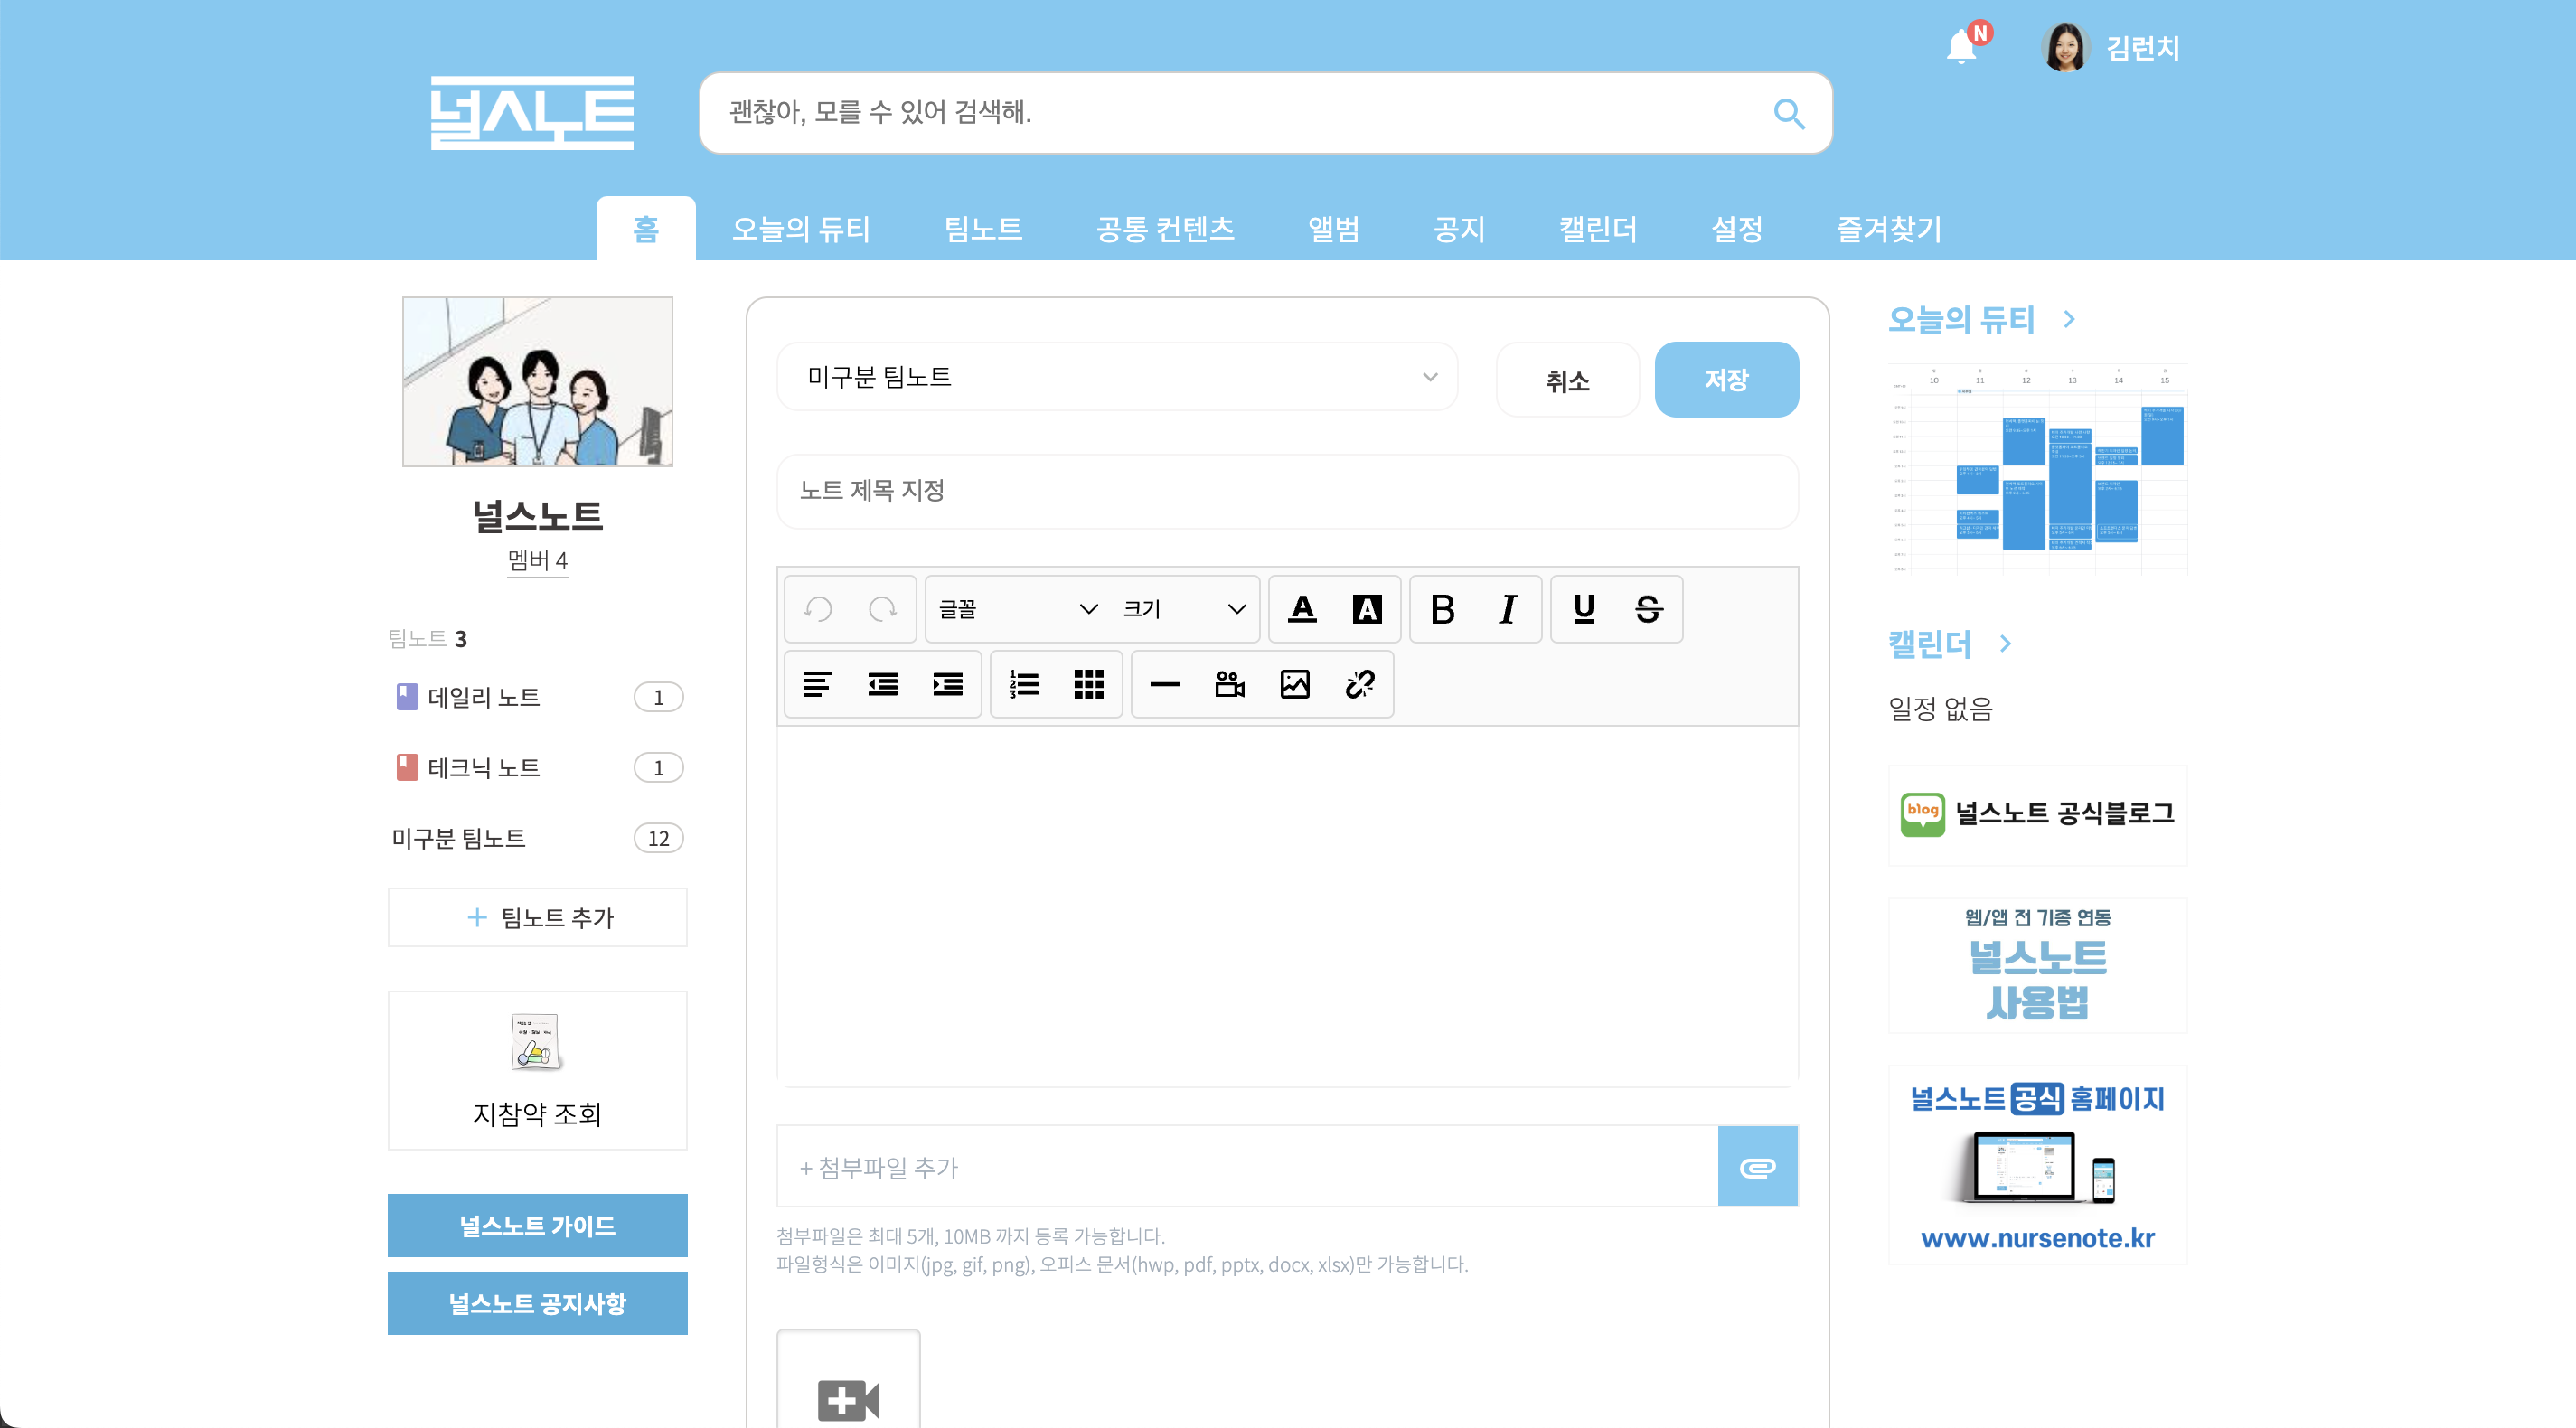 N
김런치
널스노트
괜찮아, 모를 수 있어 검색해.
홈 오늘의 듀티 팀노트 공통 컨텐츠 앨범 공지 캘린더 설정 즐겨찾기
널스노트
멤버 4
팀노트 3
데일리 노트 1
테크닉 노트 1
미구분 팀노트 12
+ 팀노트 추가
지참약 조회
널스노트 가이드
널스노트 공지사항
미구분 팀노트
취소
저장
노트 제목 지정
글꼴
크기
+ 첨부파일 추가
첨부파일은 최대 5개, 10MB 까지 등록 가능합니다.
파일형식은 이미지(jpg, gif, png), 오피스 문서(hwp, pdf, pptx, docx, xlsx)만 가능합니다.
오늘의 듀티
10 11 12 13 14 15
캘린더
일정 없음
blog 널스노트 공식블로그
웹/앱 전 기종 연동
널스노트
사용법
널스노트 공식 홈페이지
www.nursenote.kr